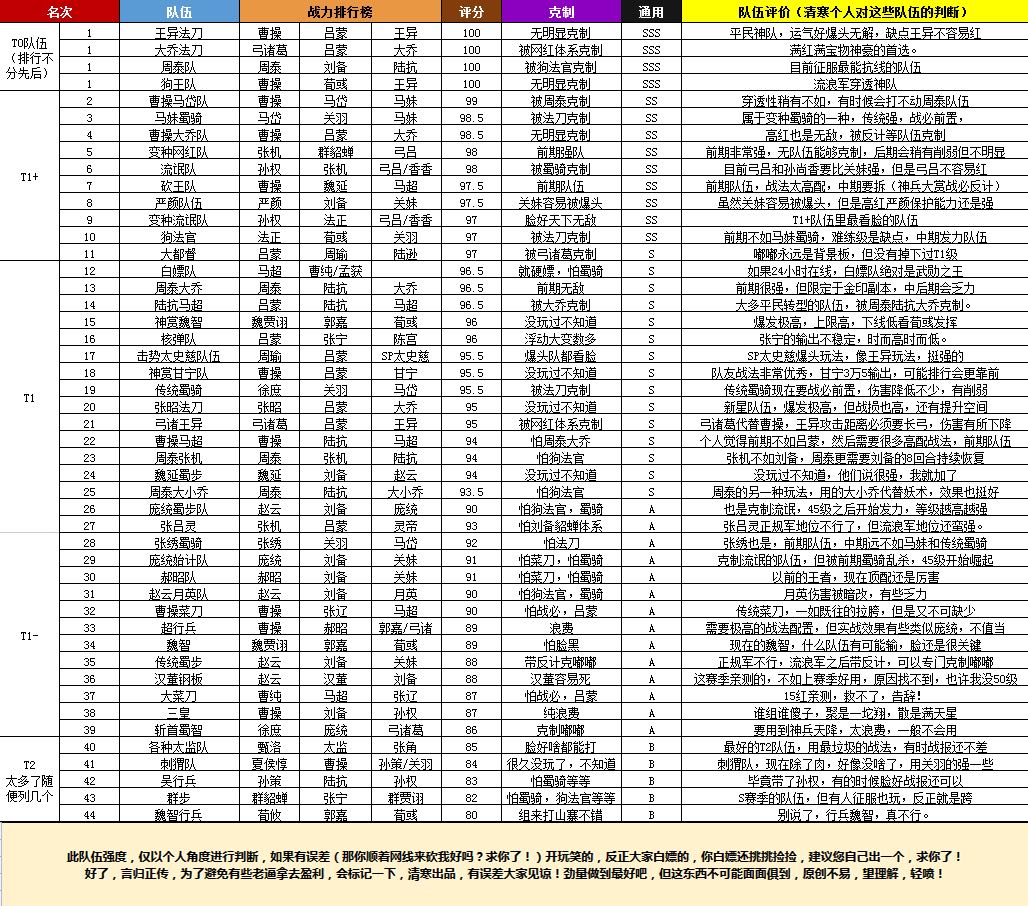 名次 队伍 战力排行榜 评分 克制 通用 队伍评价（清寒个人对这些队伍的判断）
T0队伍（排行不分先后）
1 王异法刀 曹操 吕蒙 王异 100 无明显克制 SSS 平民神队，运气好爆头无解，缺点王异不容易红
1 大乔法刀 弓诸葛 吕蒙 大乔 100 被网红体系克制 SSS 满红满宝物神豪的首选。
1 周泰队 周泰 刘备 陆抗 100 被狗法官克制 SSS 目前征服最能抗线的队伍
1 狗王队 曹操 荀彧 王异 100 无明显克制 SSS 流浪军穿透神队
T1+
2 曹操马岱队 曹操 马岱 马妹 99 被周泰克制 SS 穿透性稍有不如，有时候会打不动周泰队伍
3 马妹蜀骑 马岱 关羽 马妹 98.5 被法刀克制 SS 属于变种蜀骑的一种，传统强，战必前置，
4 曹操大乔队 曹操 吕蒙 大乔 98.5 无明显克制 SS 高红也是无敌，被反计等队伍克制
5 变种网红队 张机 群貂蝉 弓吕 98 前期强队 SS 前期非常强，无队伍能够克制，后期会稍有削弱但不明显
6 流氓队 孙权 张机 弓吕/香香 98 被蜀骑克制 SS 目前弓吕和孙尚香要比关妹强，但是弓吕不容易红
7 砍王队 曹操 魏延 马超 97.5 前期队伍 SS 前期队伍，战法太高配，中期要拆（神兵大赏战必反计）
8 严颜队伍 严颜 刘备 关妹 97.5 关妹容易被爆头 SS 虽然关妹容易被爆头，但是高红严颜保护能力还是强
9 变种流氓队 孙权 法正 弓吕/香香 97 脸好天下无敌 SS T1+队伍里最看脸的队伍
10 狗法官 法正 荀彧 关羽 97 被法刀克制 SS 前期不如马妹蜀骑，难练级是缺点，中期发力队伍
11 大都督 吕蒙 周瑜 陆逊 97 被弓诸葛克制 SS 嘟嘟永远是背景板，但没有掉下过T1级
T1
12 白嫖队 马超 曹纯/孟获 96.5 就硬嫖，怕蜀骑 S 如果24小时在线，白嫖队绝对是武勋之王
13 周泰大乔 周泰 陆抗 大乔 96.5 前期无敌 S 前期很强，但限定于金印副本，中后期会乏力
14 陆抗马超 吕蒙 陆抗 马超 96.5 被大乔克制 S 大多平民转型的队伍，被周泰陆抗大乔克制。
15 神赏魏智 魏贾诩 郭嘉 荀彧 96 没玩过不知道 S 爆发极高，上限高，下线低看荀彧发挥
16 核弹队 吕蒙 张宁 陈宫 96 浮动大变数多 S 张宁的输出不稳定，时而高时而低。
17 击势太史慈队伍 周瑜 吕蒙 SP太史慈 95.5 爆头队都看脸 S SP太史慈爆头玩法，像王异玩法，挺强的
18 神赏甘宁队 曹操 吕蒙 甘宁 95.5 没玩过不知道 S 队友战法非常优秀，甘宁3万5输出，可能排行会更靠前
19 传统蜀骑 徐庶 关羽 马岱 95.5 被法刀克制 S 传统蜀骑现在要战必前置，伤害降低不少，有削弱
20 张昭法刀 张昭 吕蒙 大乔 95 没玩过不知道 S 新星队伍，爆发极高，但战损也高，还有提升空间
21 弓诸王异 弓诸葛 吕蒙 王异 95 被网红体系克制 S 弓诸葛代替曹操，王异攻击距离必须要长弓，伤害有所下降
22 曹操马超 曹操 陆抗 马超 94 怕周泰大乔 S 个人觉得前期不如吕蒙，然后需要很多高配战法，前期队伍
23 周泰张机 周泰 张机 陆抗 94 怕狗法官 S 张机不如刘备，周泰更需要刘备的8回合持续恢复
24 魏延蜀步 魏延 刘备 赵云 94 没玩过不知道 S 没玩过不知道，他们说很强，我就加了
25 周泰大小乔 周泰 陆抗 大小乔 93.5 怕狗法官 S 周泰的另一种玩法，用的大小乔代替妖术，效果也挺好
26 庞统蜀步队 赵云 刘备 庞统 90 怕狗法官，蜀骑 A 也是克制流氓，45级之后开始发力，等级越高越强
27 张吕灵 张机 吕蒙 灵帝 93 怕刘备貂蝉体系 A 张吕灵正规军地位不行了，但流浪军地位还蛮强。
T1-
28 张绣蜀骑 张绣 关羽 马岱 92 怕法刀 A 张绣也是，前期队伍，中期远不如马妹和传统蜀骑
29 庞统始计队 庞统 刘备 关妹 91 怕菜刀，怕蜀骑 A 克制流氓的队伍，但被前期蜀骑乱杀，45级开始崛起
30 郝昭队 郝昭 刘备 关妹 91 怕菜刀，怕蜀骑 A 以前的王者，现在顶配还是厉害
31 赵云月英队 赵云 刘备 月英 90 怕狗法官，蜀骑 A 月英伤害被暗改，有些乏力
32 曹操菜刀 曹操 张辽 马超 90 怕战必，吕蒙 A 传统菜刀，一如既往的拉胯，但是又不可缺少
33 超行兵 曹操 郝昭 郭嘉/弓诸 89 浪费 A 需要极高的战法配置，但实战效果有些类似庞统，不值当
34 魏智 魏贾诩 郭嘉 荀彧 89 怕脸黑 A 现在的魏智，什么队伍有可能输，脸还是很关键
35 传统蜀步 赵云 刘备 关妹 88 带反计克嘟嘟 A 正规军不行，流浪军之后带反计，可以专门克制嘟嘟
36 汉董钢板 赵云 刘备 汉董 88 汉董容易死 A 这赛季亲测的，不如上赛季好用，原因找不到，也许我没50级
37 大菜刀 曹纯 马超 张辽 87 怕战必，吕蒙 A 15红亲测，救不了，告辞！
38 三皇 曹操 刘备 孙权 87 纯浪费 A 谁组谁傻子，聚是一坨翔，散是满天星
39 斩首蜀智 徐庶 庞统 弓诸葛 86 克制嘟嘟 A 要用到神兵天降，太浪费，一般不会用
T2
太多了随便列几个
40 各种太监队 甄洛 太监 张角 85 脸好啥都能打 B 最好的T2队伍，用最垃圾的战法，有时战报还不差
41 刺猬队 夏侯惇 曹操 孙策/关羽 84 很久没玩了，不知道 B 刺猬队，现在除了肉，好像没啥了，用关羽的强一些
42 吴行兵 孙策 陆抗 孙权 83 怕蜀骑等等 B 毕竟带了孙权，有的时候脸好战报还可以
43 群步 群貂蝉 张宁 群贾诩 82 怕蜀骑，狗法官等等 B S赛季的队伍，但有人征服也玩，反正就是跨
44 魏智行兵 荀攸 郭嘉 荀彧 80 组来打山寨不错 B 别说了，行兵魏智，真不行。
此队伍强度，仅以个人角度进行判断，如果有误差（那你顺着网线来砍我好吗？求你了！）开玩笑的，反正大家白嫖的，你白嫖还挑挑捡捡，建议您自己出一个，求你了！
好了，言归正传，为了避免有些老逼拿去盈利，会标记一下，清寒出品，有误差大家见谅！劲量做到最好吧，但这东西不可能面面俱到，原创不易，望理解，轻喷！